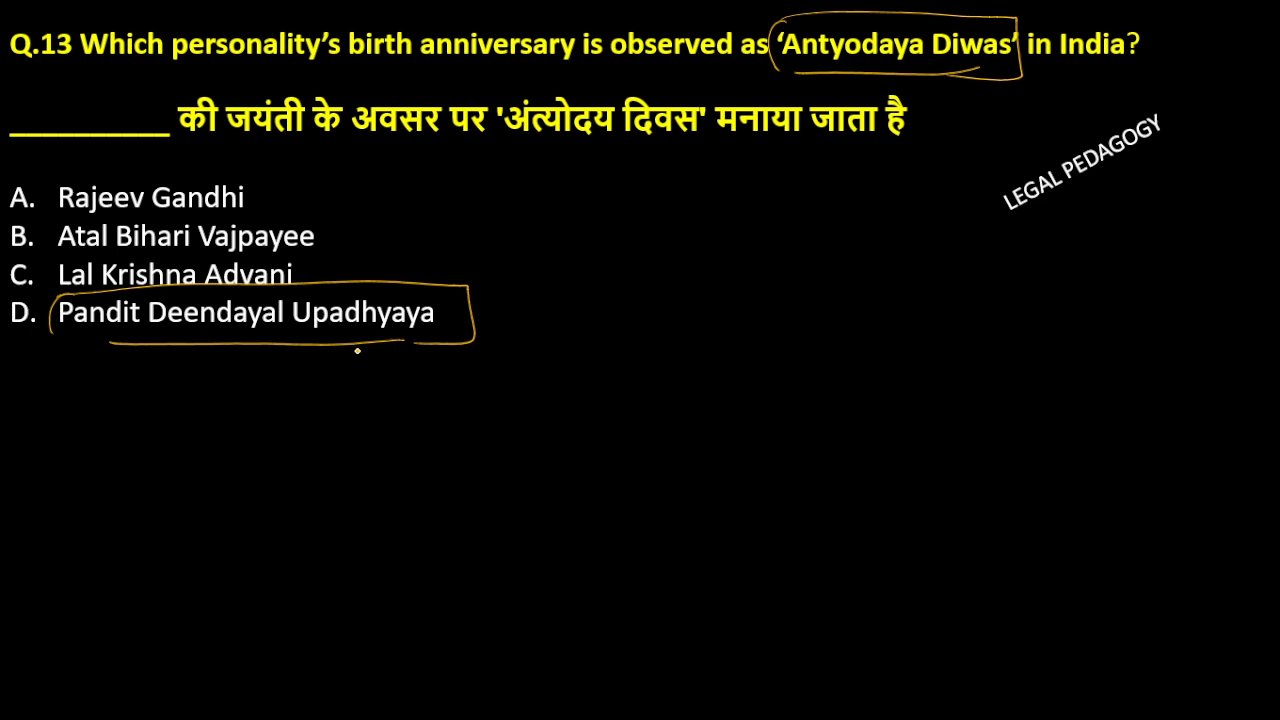 Q.13 Which personality’s birth anniversary is observed as ‘Antyodaya Diwas’ in India?
__________ की जयंती के अवसर पर 'अंत्योदय दिवस' मनाया जाता है
LEGAL PEDAGOGY
A. Rajeev Gandhi
B. Atal Bihari Vajpayee
C. Lal Krishna Advani
D. Pandit Deendayal Upadhyaya